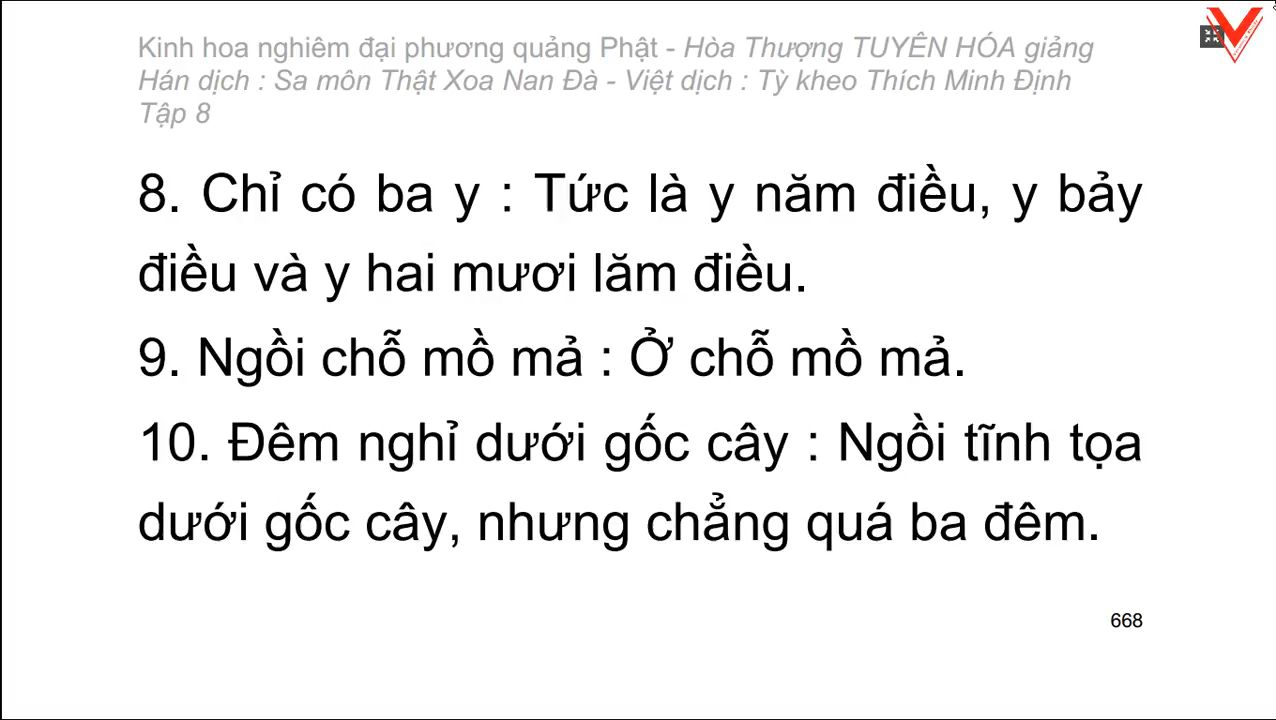 Kinh hoa nghiêm đại phương quảng Phật - Hòa Thượng TUYÊN HÓA giảng
Hán dịch : Sa môn Thật Xoa Nan Đà - Việt dịch : Tỳ kheo Thích Minh Định
Tập 8
8. Chỉ có ba y : Tức là y năm điều, y bảy
điều và y hai mươi lăm điều.
9. Ngồi chỗ mồ mả : Ở chỗ mồ mả.
10. Đêm nghỉ dưới gốc cây : Ngồi tĩnh tọa
dưới gốc cây, nhưng chẳng quá ba đêm.
668